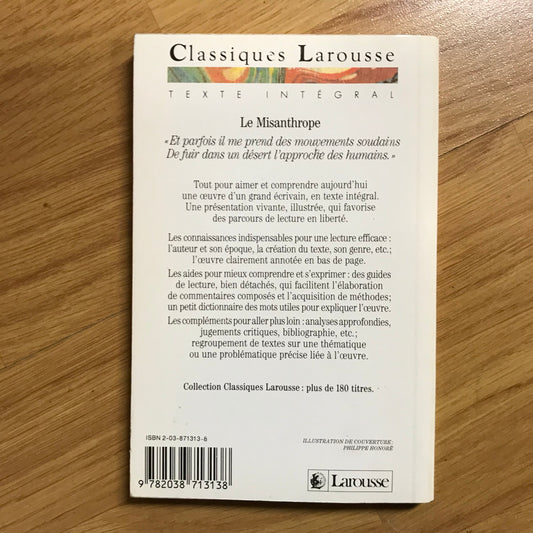 Classiques Larousse
TEXTE INTÉGRAL
Le Misanthrope
« Et parfois il me prend des mouvements soudains
De fuir dans un désert l'approche des humains. »
Tout pour aimer et comprendre aujourd'hui
une œuvre d'un grand écrivain, en texte intégral.
Une présentation vivante, illustrée, qui favorise
des parcours de lecture en liberté.
Les connaissances indispensables pour une lecture efficace :
l'auteur et son époque, la création du texte, son genre, etc.;
l'œuvre clairement annotée en bas de page.
Les aides pour mieux comprendre et s'exprimer : des guides
de lecture, bien détachés, qui facilitent l'élaboration
de commentaires composés et l'acquisition de méthodes;
un petit dictionnaire des mots utiles pour expliquer l'œuvre.
Les compléments pour aller plus loin : analyses approfondies,
jugements critiques, bibliographie, etc.;
regroupement de textes sur une thématique
ou une problématique précise liée à l'œuvre.
Collection Classiques Larousse : plus de 180 titres.
ISBN 2-03-871313-8
9 782038 713138
ILLUSTRATION DE COUVERTURE:
PHILIPPE HONORÉ
Larousse